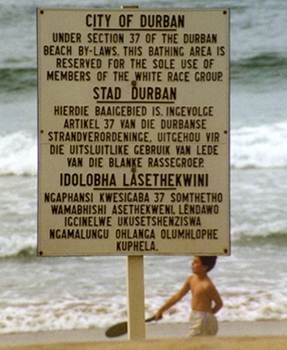 CITY OF DURBAN
UNDER SECTION 37 OF THE DURBAN
BEACH BY-LAWS. THIS BATHING AREA IS
RESERVED FOR THE SOLE USE OF
MEMBERS OF THE WHITE RACE GROUP.
STAD DURBAN
HIERDIE BAAIGEBIED IS, INGEVOLGE
ARTIKEL 37 VAN DIE DURBANSE
STRANDVERORDENINGE, UITGEHOU VIR
DIE UITSLUITLIKE GEBRUIK VAN LEDE
VAN DIE BLANKE RASSEGROEP.
IDOLOBHA LASETHEKWINI
NGAPHANSI KWESIGABA 37 SOMTHETHO
WAMABHISHI ASETHEKWENI, LENDAWO
IGCINELWE UKUSETSHENZISWA
NGAMALUNGU OHLANGA OLUMHLOPHE
KUPHELA.